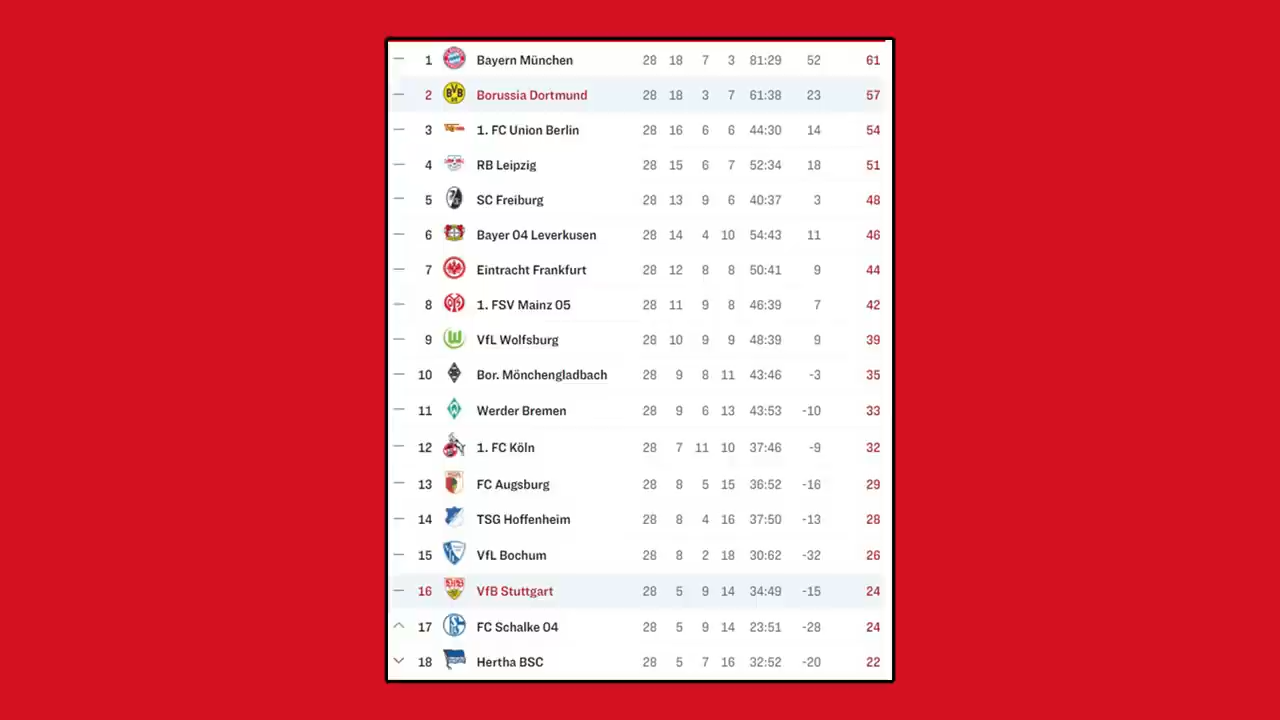 1 Bayern München 28 18 7 3 81:29 52 61
2 Borussia Dortmund 28 18 3 7 61:38 23 57
3 1. FC Union Berlin 28 16 6 6 44:30 14 54
4 RB Leipzig 28 15 6 7 52:34 18 51
5 SC Freiburg 28 13 9 6 40:37 3 48
6 Bayer 04 Leverkusen 28 14 4 10 54:43 11 46
7 Eintracht Frankfurt 28 12 8 8 50:41 9 44
8 1. FSV Mainz 05 28 11 9 8 46:39 7 42
9 VfL Wolfsburg 28 10 9 9 48:39 9 39
10 Bor. Mönchengladbach 28 9 8 11 43:46 -3 35
11 Werder Bremen 28 9 6 13 43:53 -10 33
12 1. FC Köln 28 7 11 10 37:46 -9 32
13 FC Augsburg 28 8 5 15 36:52 -16 29
14 TSG Hoffenheim 28 8 4 16 37:50 -13 28
15 VfL Bochum 28 8 2 18 30:62 -32 26
16 VfB Stuttgart 28 5 9 14 34:49 -15 24
17 FC Schalke 04 28 5 9 14 23:51 -28 24
18 Hertha BSC 28 5 7 16 32:52 -20 22